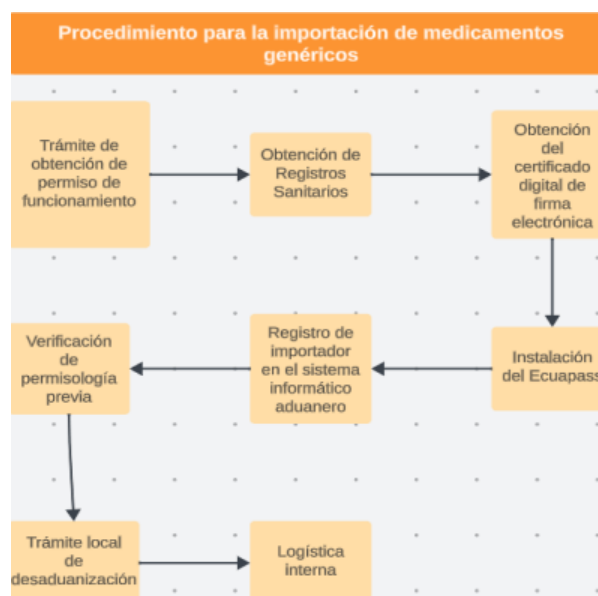 Procedimiento para la importación de medicamentos
genéricos
Trámite de
obtención de
permiso de
funcionamiento
Obtención de
Registros
Sanitarios
Obtención
del
certificado
digital de
firma
electrónica
Instalación
del Ecuapass
Registro de
importador
en el sistema
informático
aduanero
Verificación
de
permisología
previa
Trámite local
de
desaduanización
Logística
interna